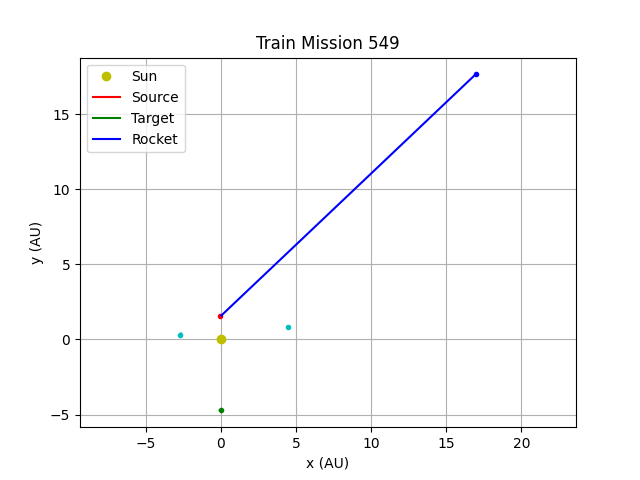 Train Mission 549
Sun
Source
Target
Rocket
15
10
5
0
−5
y (AU)
−5 0 5 10 15 20
x (AU)